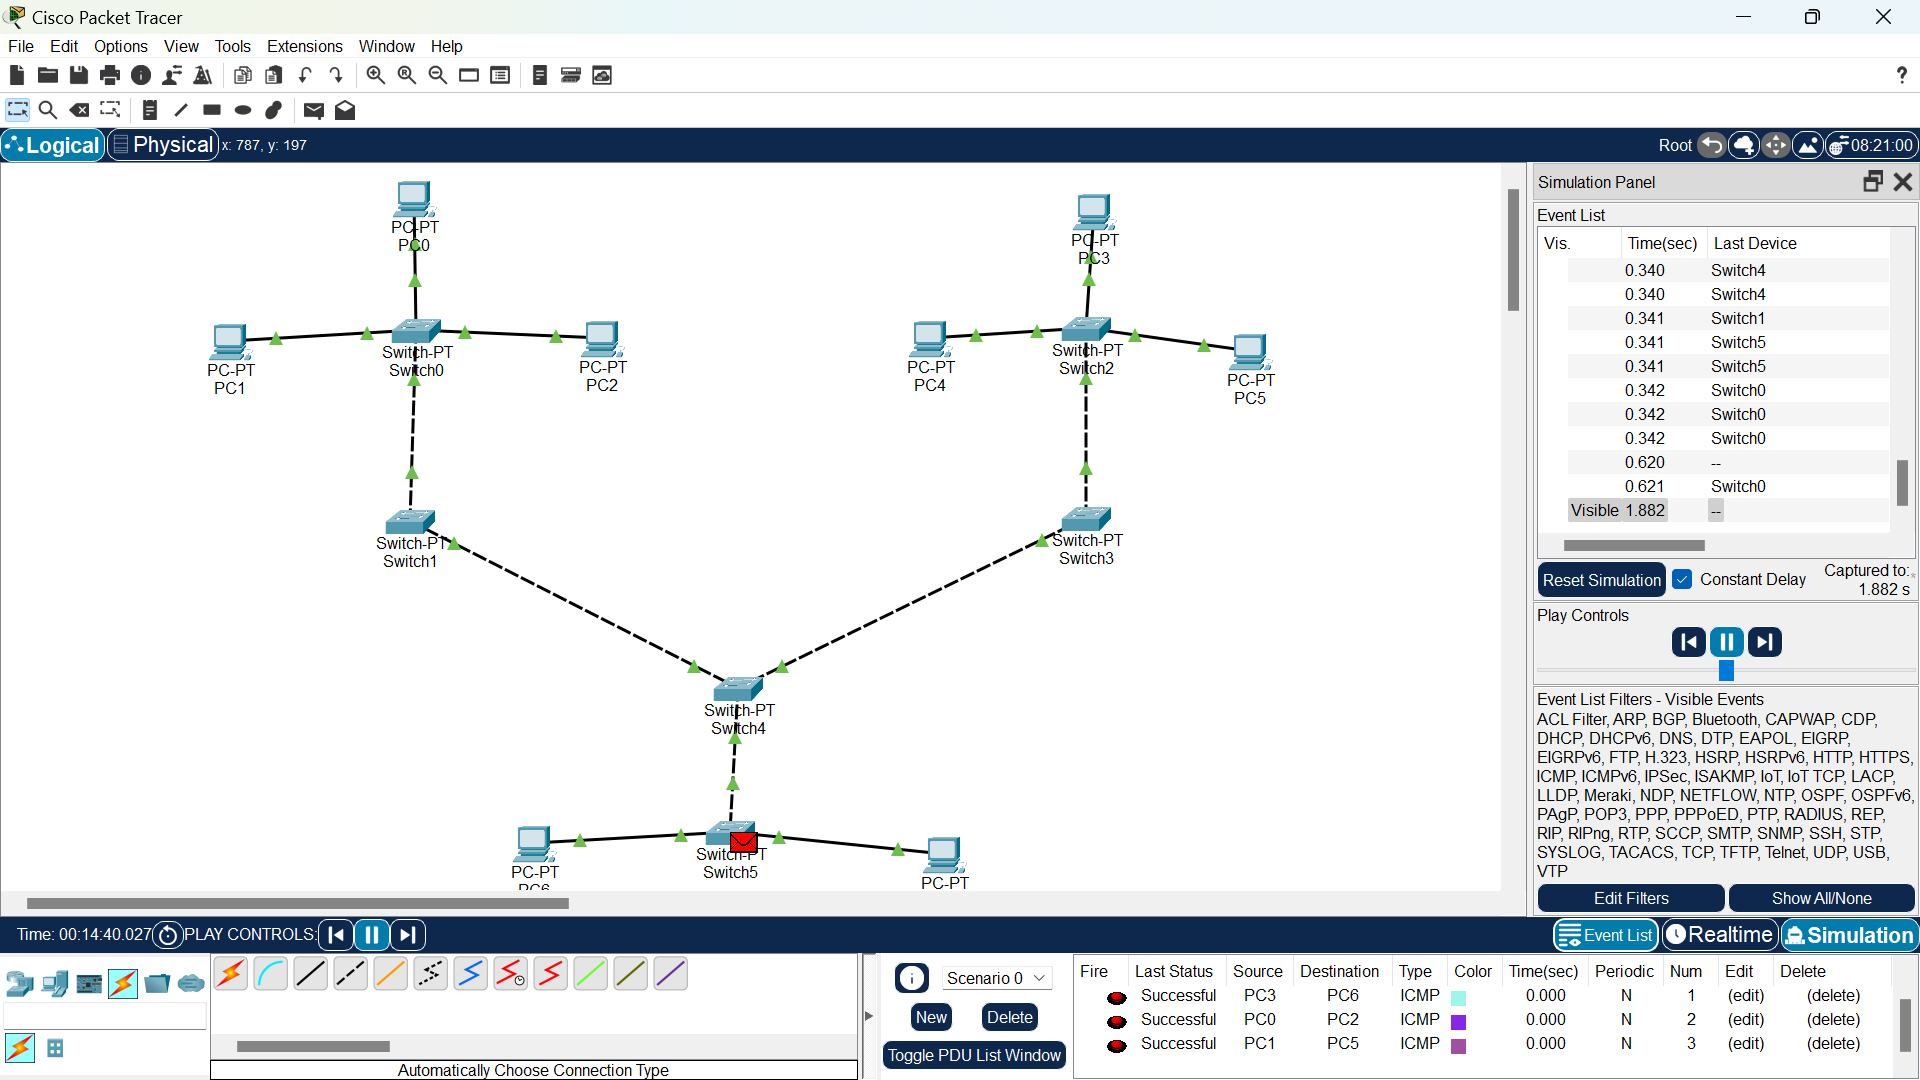 Cisco Packet Tracer
File Edit Options View Tools Extensions Window Help
?
Logical Physical x: 787, y: 197 Root 08:21:00
PC-PT
PC0
PC-PT
PC1
Switch-PT
Switch0
PC-PT
PC2
PC-PT
PC3
PC-PT
PC4
Switch-PT
Switch2
PC-PT
PC5
Switch-PT
Switch1
Switch-PT
Switch3
Switch-PT
Switch4
PC-PT
PC6
Switch-PT
Switch5
PC-PT
Simulation Panel
Event List
Vis. Time(sec) Last Device
0.340 Switch4
0.340 Switch4
0.341 Switch1
0.341 Switch5
0.341 Switch5
0.342 Switch0
0.342 Switch0
0.342 Switch0
0.620 --
0.621 Switch0
Visible 1.882 --
Reset Simulation Constant Delay Captured to:*
1.882 s
Play Controls
Event List Filters - Visible Events
ACL Filter, ARP, BGP, Bluetooth, CAPWAP, CDP,
DHCP, DHCPv6, DNS, DTP, EAPOL, EIGRP,
EIGRPv6, FTP, H.323, HSRP, HSRPv6, HTTP, HTTPS,
ICMP, ICMPv6, IPSec, ISAKMP, IoT, IoT TCP, LACP,
LLDP, Meraki, NDP, NETFLOW, NTP, OSPF, OSPFv6,
PAgP, POP3, PPP, PPPoED, PTP, RADIUS, REP,
RIP, RIPng, RTP, SCCP, SMTP, SNMP, SSH, STP,
SYSLOG, TACACS, TCP, TFTP, Telnet, UDP, USB,
VTP
Edit Filters Show All/None
Time: 00:14:40.027 PLAY CONTROLS: Event List Realtime Simulation
Automatically Choose Connection Type
Scenario 0
New Delete
Toggle PDU List Window
Fire Last Status Source Destination Type Color Time(sec) Periodic Num Edit Delete
Successful PC3 PC6 ICMP 0.000 N 1 (edit) (delete)
Successful PC0 PC2 ICMP 0.000 N 2 (edit) (delete)
Successful PC1 PC5 ICMP 0.000 N 3 (edit) (delete)